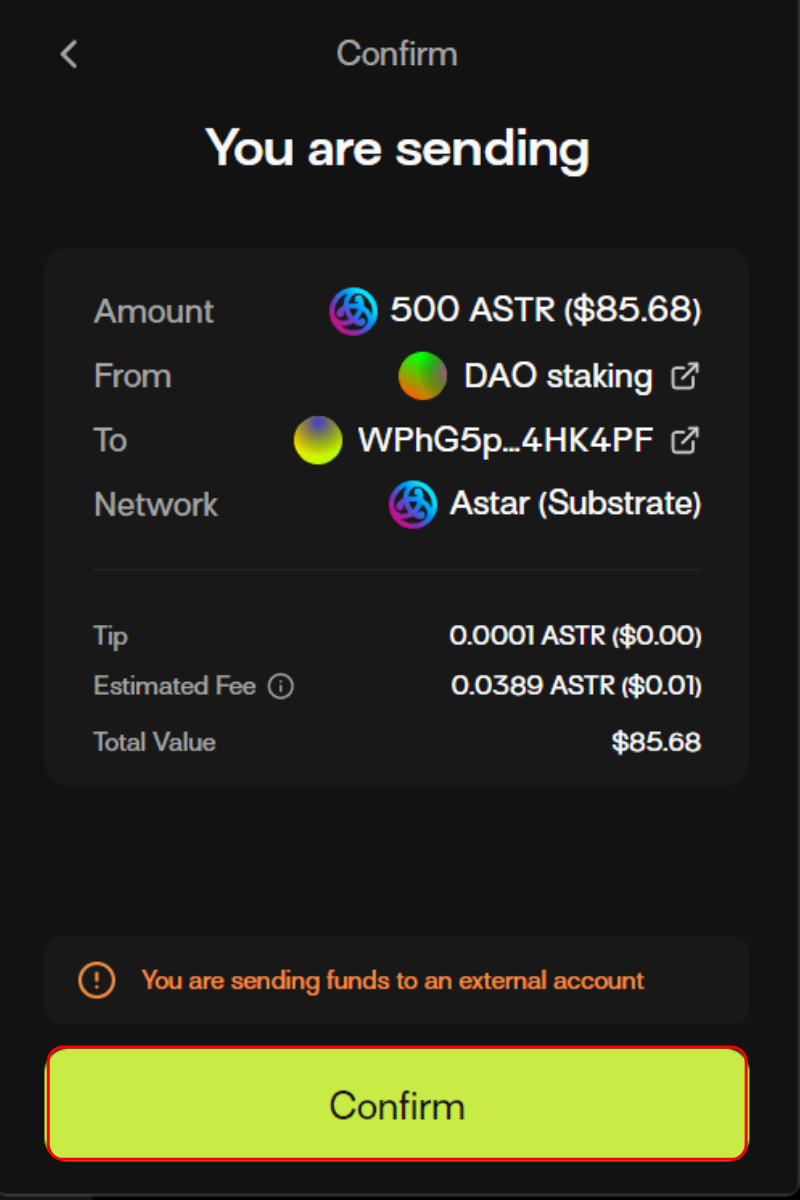 Confirm
You are sending
Amount 500 ASTR ($85.68)
From DAO staking
To WPhG5p...4HK4PF
Network Astar (Substrate)
Tip 0.0001 ASTR ($0.00)
Estimated Fee 0.0389 ASTR ($0.01)
Total Value $85.68
You are sending funds to an external account
Confirm